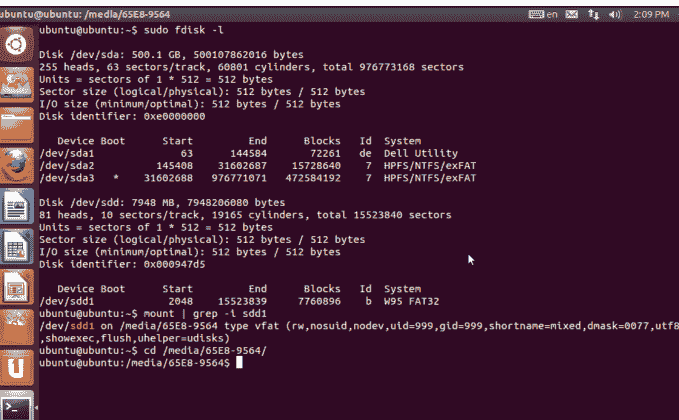 ubuntu@ubuntu: /media/65E8-9564
en
2:09 PM
ubuntu@ubuntu:~$ sudo fdisk -l
Disk /dev/sda: 500.1 GB, 500107862016 bytes
255 heads, 63 sectors/track, 60801 cylinders, total 976773168 sectors
Units = sectors of 1 * 512 = 512 bytes
Sector size (logical/physical): 512 bytes / 512 bytes
I/O size (minimum/optimal): 512 bytes / 512 bytes
Disk identifier: 0xe0000000
Device Boot Start End Blocks Id System
/dev/sda1 63 144584 72261 de Dell Utility
/dev/sda2 145408 31602687 15728640 7 HPFS/NTFS/exFAT
/dev/sda3 * 31602688 976771071 472584192 7 HPFS/NTFS/exFAT
Disk /dev/sdd: 7948 MB, 7948206080 bytes
81 heads, 10 sectors/track, 19165 cylinders, total 15523840 sectors
Units = sectors of 1 * 512 = 512 bytes
Sector size (logical/physical): 512 bytes / 512 bytes
I/O size (minimum/optimal): 512 bytes / 512 bytes
Disk identifier: 0x000947d5
Device Boot Start End Blocks Id System
/dev/sdd1 2048 15523839 7760896 b W95 FAT32
ubuntu@ubuntu:~$ mount | grep -i sdd1
/dev/sdd1 on /media/65E8-9564 type vfat (rw,nosuid,nodev,uid=999,gid=999,shortname=mixed,dmask=0077,utf8
,showexec,flush,uhelper=udisks)
ubuntu@ubuntu:~$ cd /media/65E8-9564/
ubuntu@ubuntu:/media/65E8-9564$